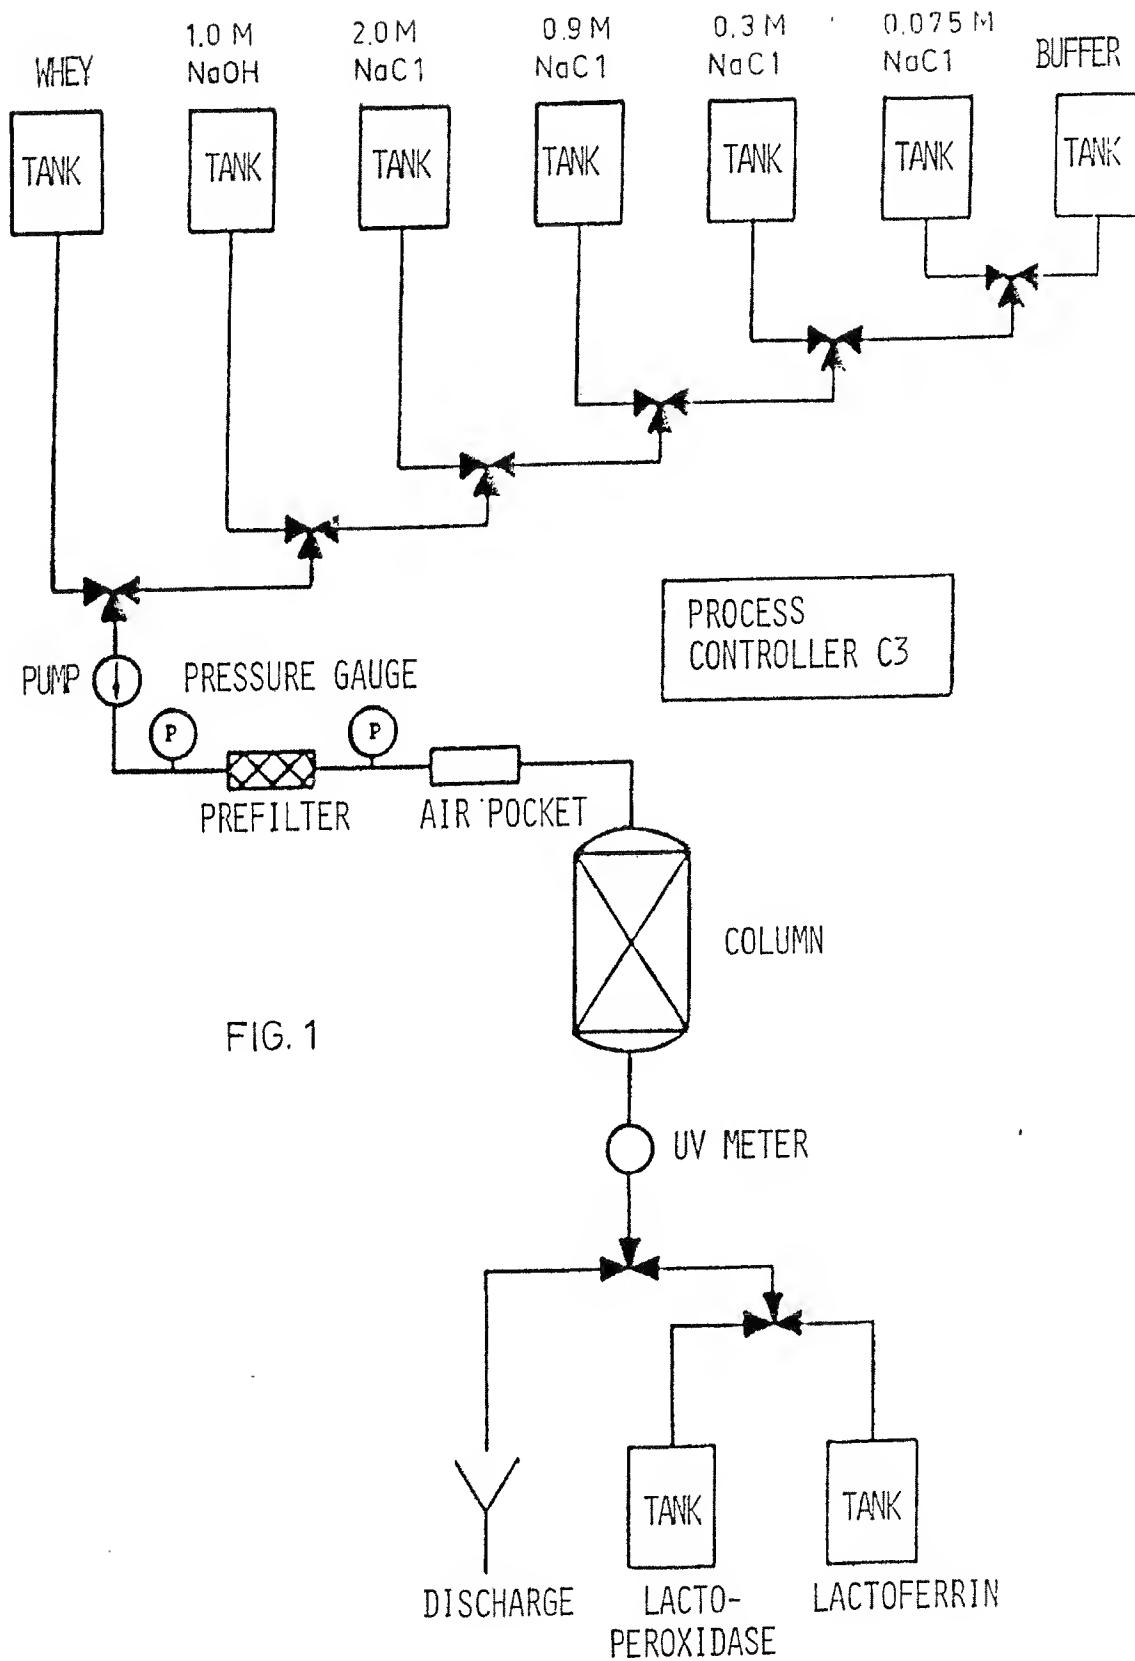 WHEY
1.0 M
NaOH
2.0 M
NaCl
0.9 M
NaCl
0.3 M
NaCl
0.075 M
NaCl
BUFFER
TANK
TANK
TANK
TANK
TANK
TANK
TANK
PROCESS
CONTROLLER C3
PUMP
PRESSURE GAUGE
P
P
PREFILTER
AIR POCKET
COLUMN
FIG. 1
UV METER
TANK
TANK
DISCHARGE
LACTO-
PEROXIDASE
LACTOFERRIN